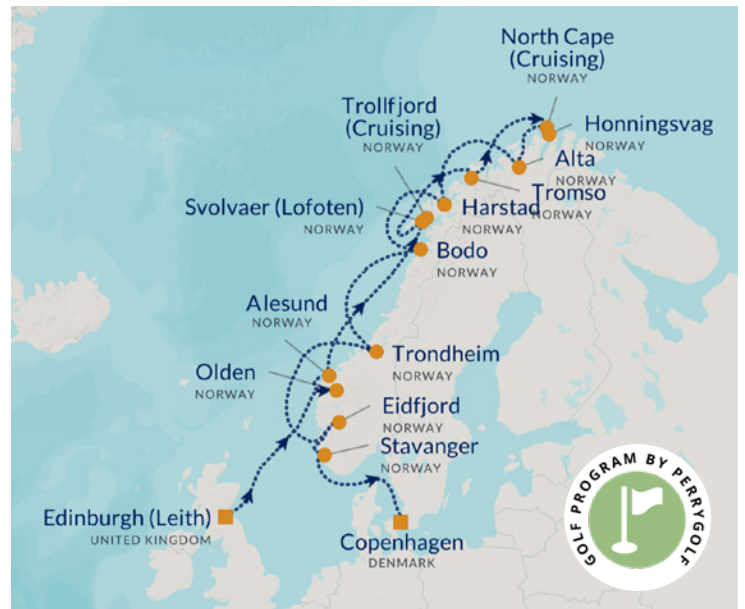 North Cape
(Cruising)
NORWAY
Trollfjord
(Cruising)
NORWAY
Honningsvag
NORWAY
Alta
NORWAY
Tromso
NORWAY
Svolvaer (Lofoten)
NORWAY
Harstad
NORWAY
Bodo
NORWAY
Alesund
NORWAY
Trondheim
NORWAY
Olden
NORWAY
Eidfjord
NORWAY
Stavanger
NORWAY
Edinburgh (Leith)
UNITED KINGDOM
Copenhagen
DENMARK
GOLF PROGRAM BY PERRYGOLF